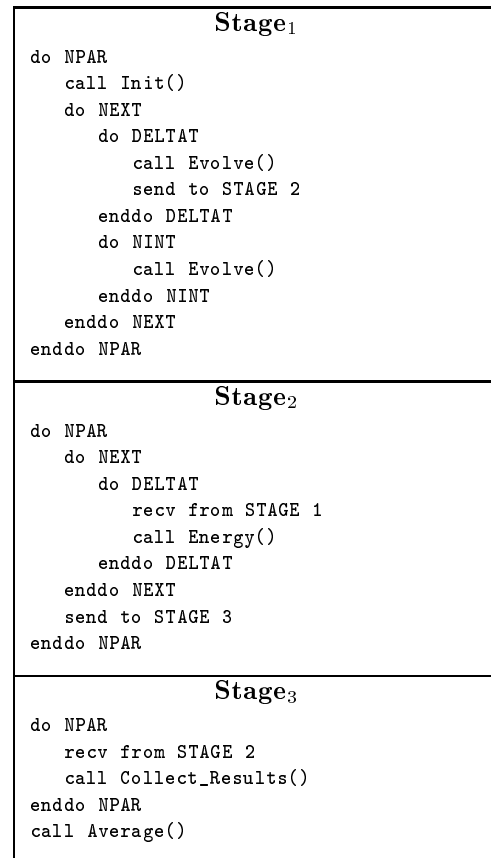 Stage₁
do NPAR
   call Init()
   do NEXT
      do DELTAT
         call Evolve()
         send to STAGE 2
      enddo DELTAT
      do NINT
         call Evolve()
      enddo NINT
   enddo NEXT
enddo NPAR
Stage₂
do NPAR
   do NEXT
      do DELTAT
         recv from STAGE 1
         call Energy()
      enddo DELTAT
   enddo NEXT
   send to STAGE 3
enddo NPAR
Stage₃
do NPAR
   recv from STAGE 2
   call Collect_Results()
enddo NPAR
call Average()